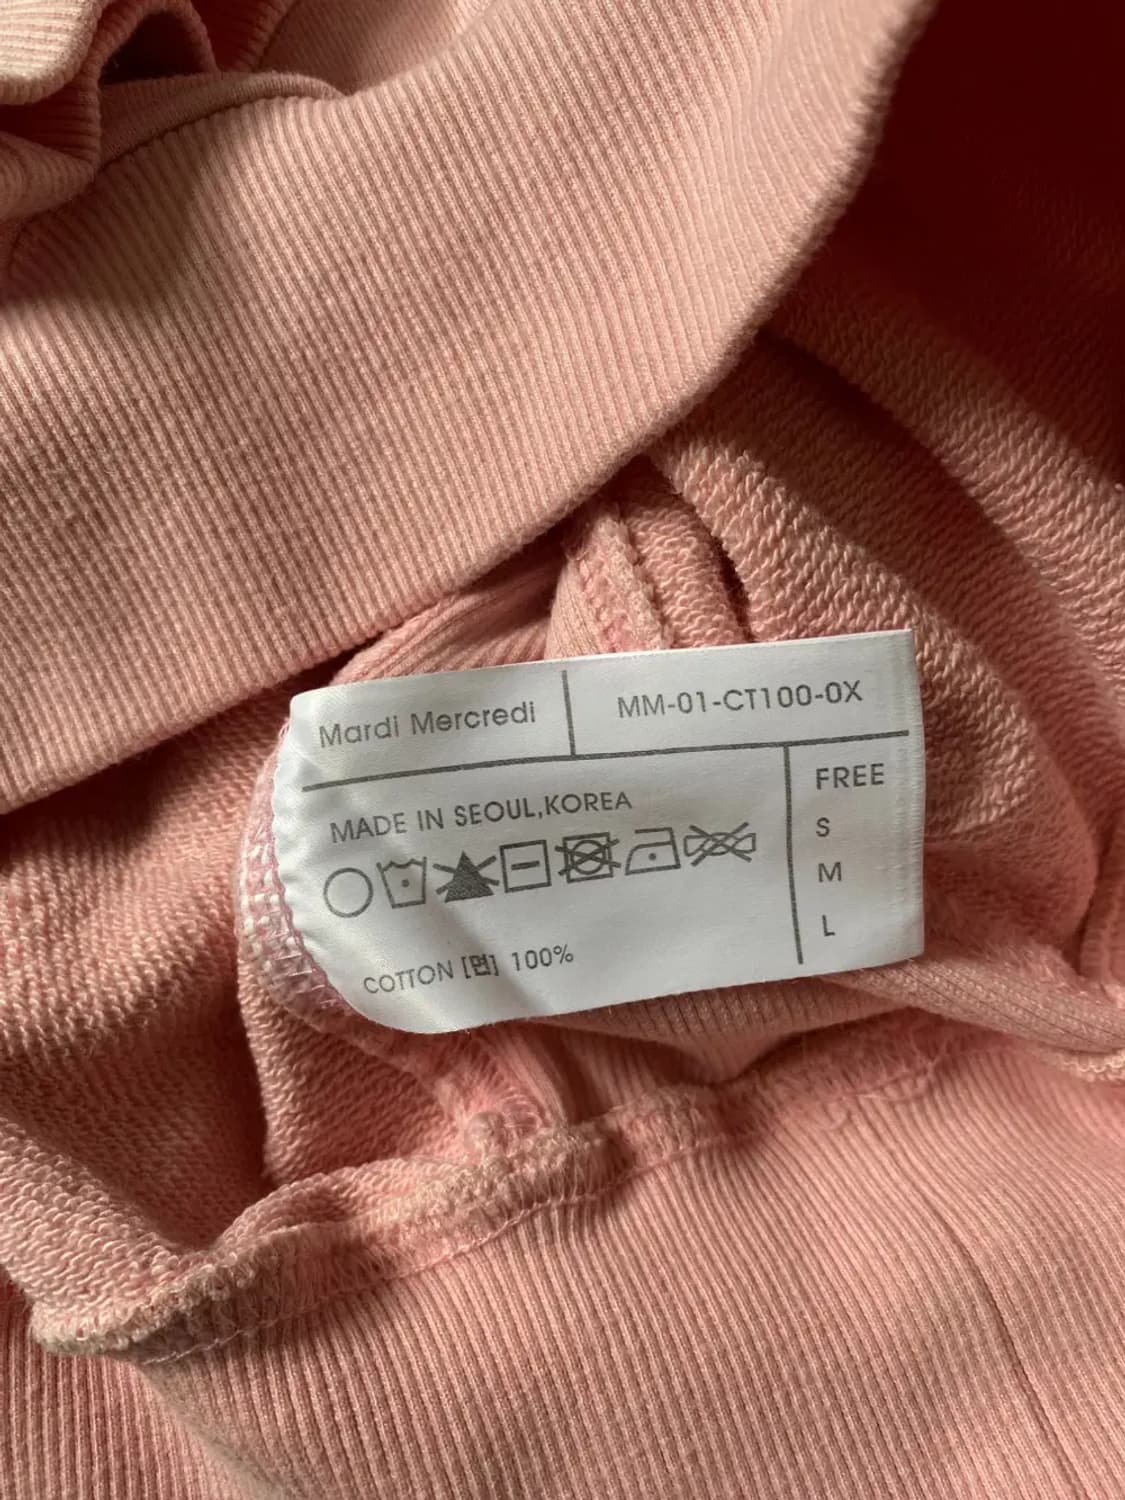 Mardi Mercredi
MM-01-CT100-0X
MADE IN SEOUL,KOREA
COTTON [면] 100%
FREE
S
M
L